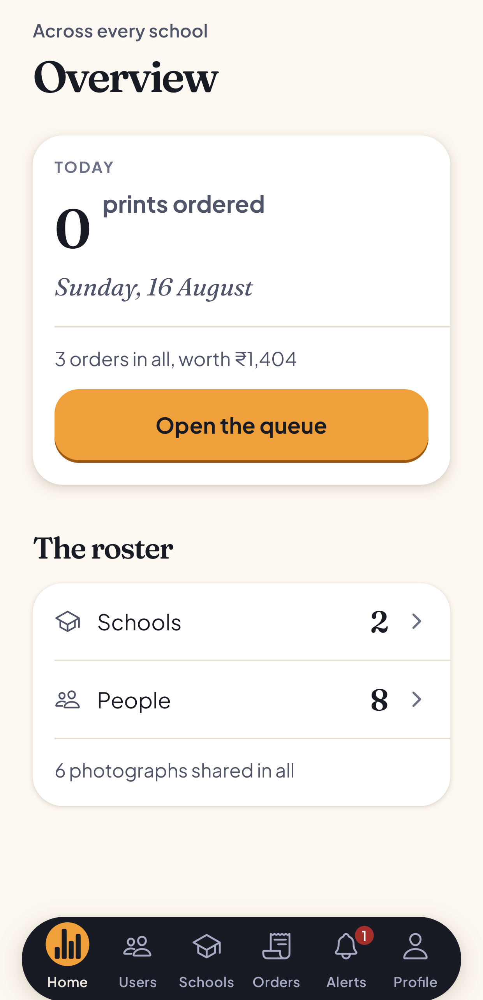 Across every school
Overview
TODAY
0 prints ordered
Sunday, 16 August
3 orders in all, worth ₹1,404
Open the queue
The roster
Schools 2
People 8
6 photographs shared in all
1
Home Users Schools Orders Alerts Profile